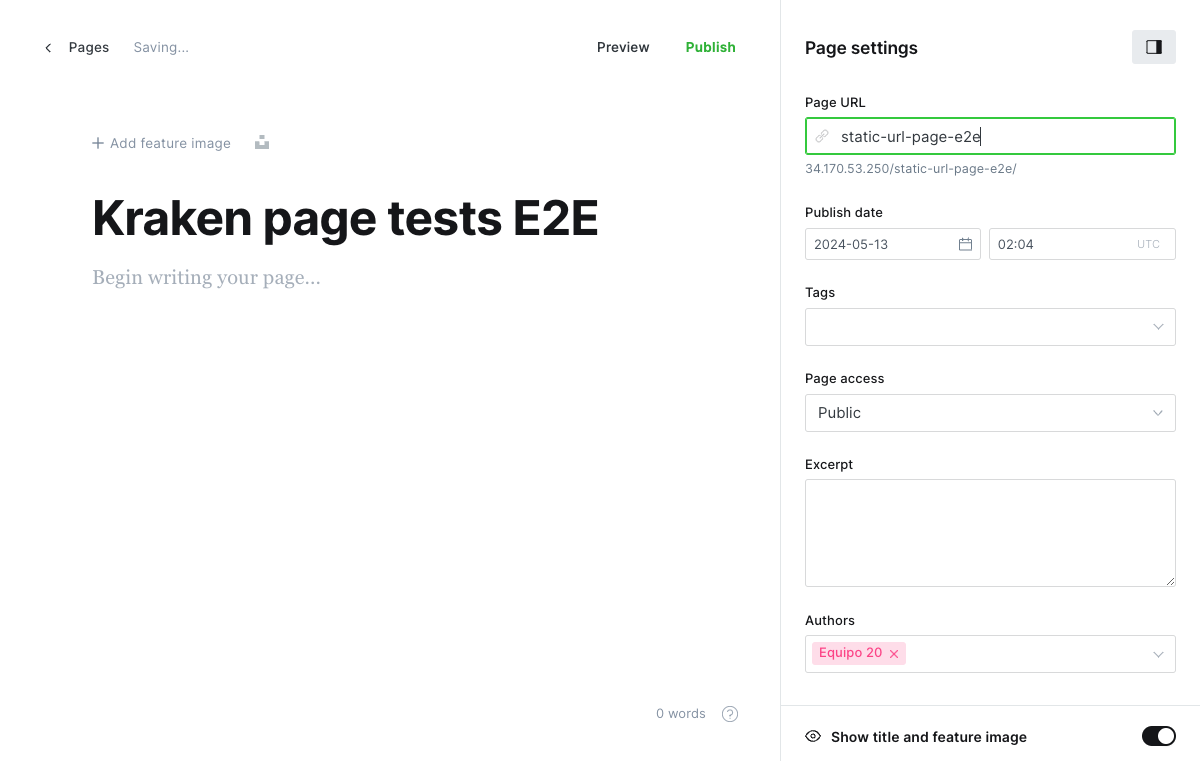 Pages Saving... Preview Publish
Add feature image
Kraken page tests E2E
Begin writing your page...
0 words
Page settings
Page URL
static-url-page-e2e
34.170.53.250/static-url-page-e2e/
Publish date
2024-05-13 02:04 UTC
Tags
Page access
Public
Excerpt
Authors
Equipo 20
Show title and feature image